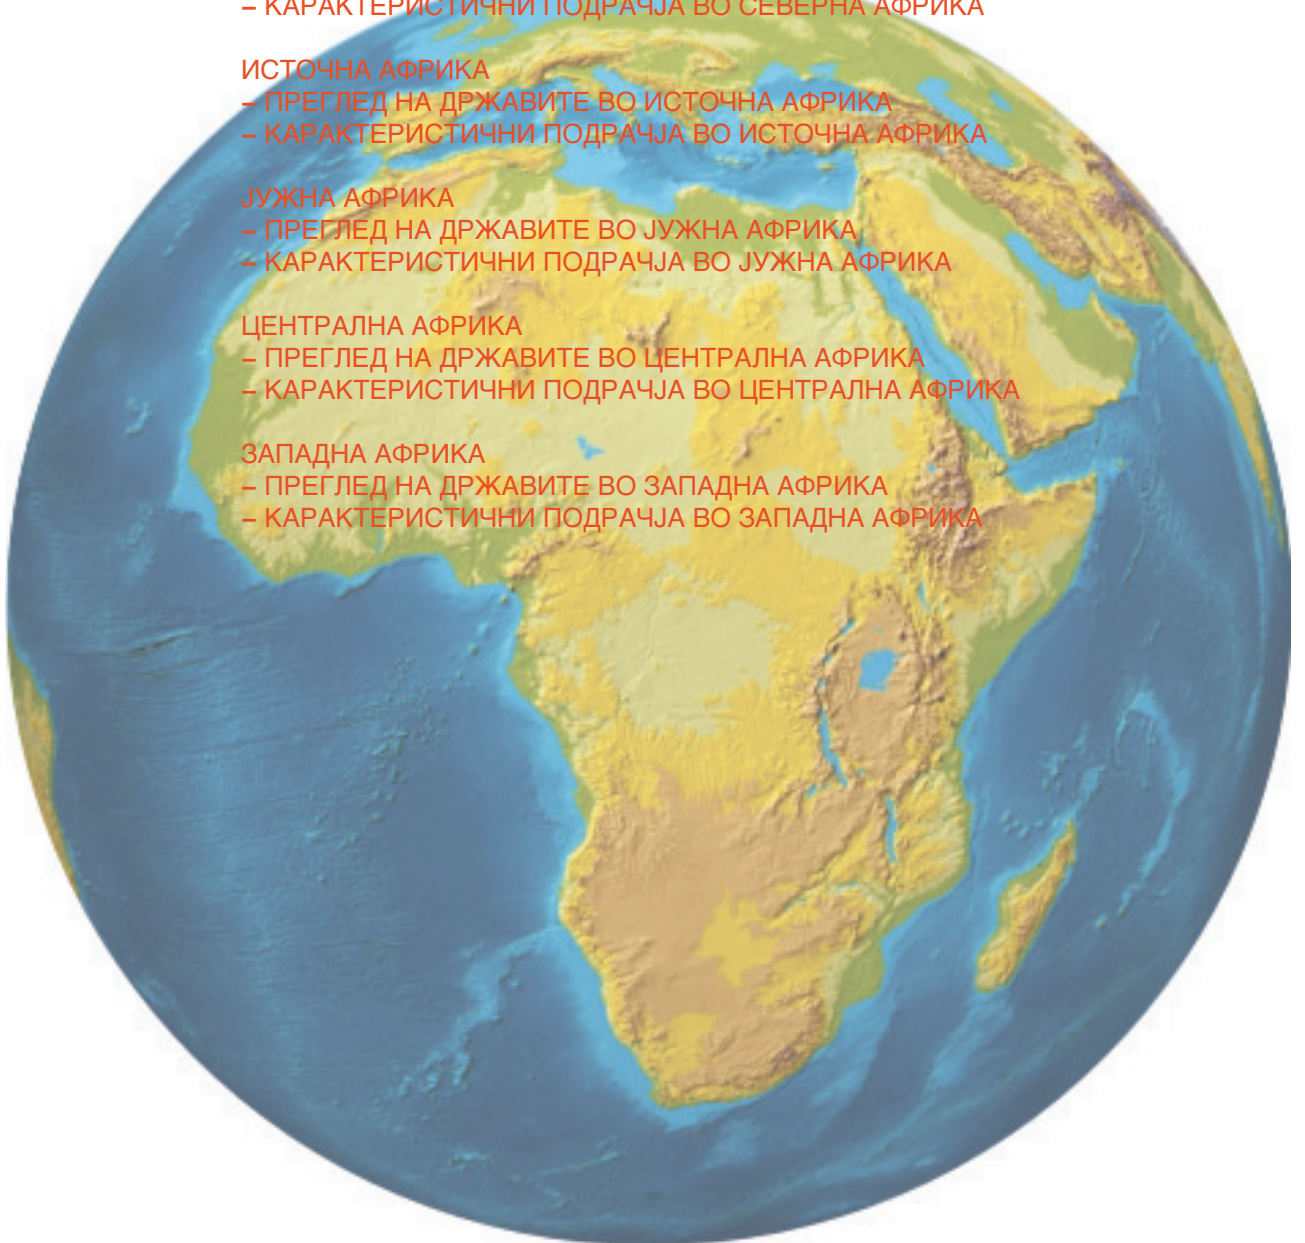 – КАРАКТЕРИСТИЧНИ ПОДРАЧЈА ВО СЕВЕРНА АФРИКА
ИСТОЧНА АФРИКА
– ПРЕГЛЕД НА ДРЖАВИТЕ ВО ИСТОЧНА АФРИКА
– КАРАКТЕРИСТИЧНИ ПОДРАЧЈА ВО ИСТОЧНА АФРИКА
ЈУЖНА АФРИКА
– ПРЕГЛЕД НА ДРЖАВИТЕ ВО ЈУЖНА АФРИКА
– КАРАКТЕРИСТИЧНИ ПОДРАЧЈА ВО ЈУЖНА АФРИКА
ЦЕНТРАЛНА АФРИКА
– ПРЕГЛЕД НА ДРЖАВИТЕ ВО ЦЕНТРАЛНА АФРИКА
– КАРАКТЕРИСТИЧНИ ПОДРАЧЈА ВО ЦЕНТРАЛНА АФРИКА
ЗАПАДНА АФРИКА
– ПРЕГЛЕД НА ДРЖАВИТЕ ВО ЗАПАДНА АФРИКА
– КАРАКТЕРИСТИЧНИ ПОДРАЧЈА ВО ЗАПАДНА АФРИКА